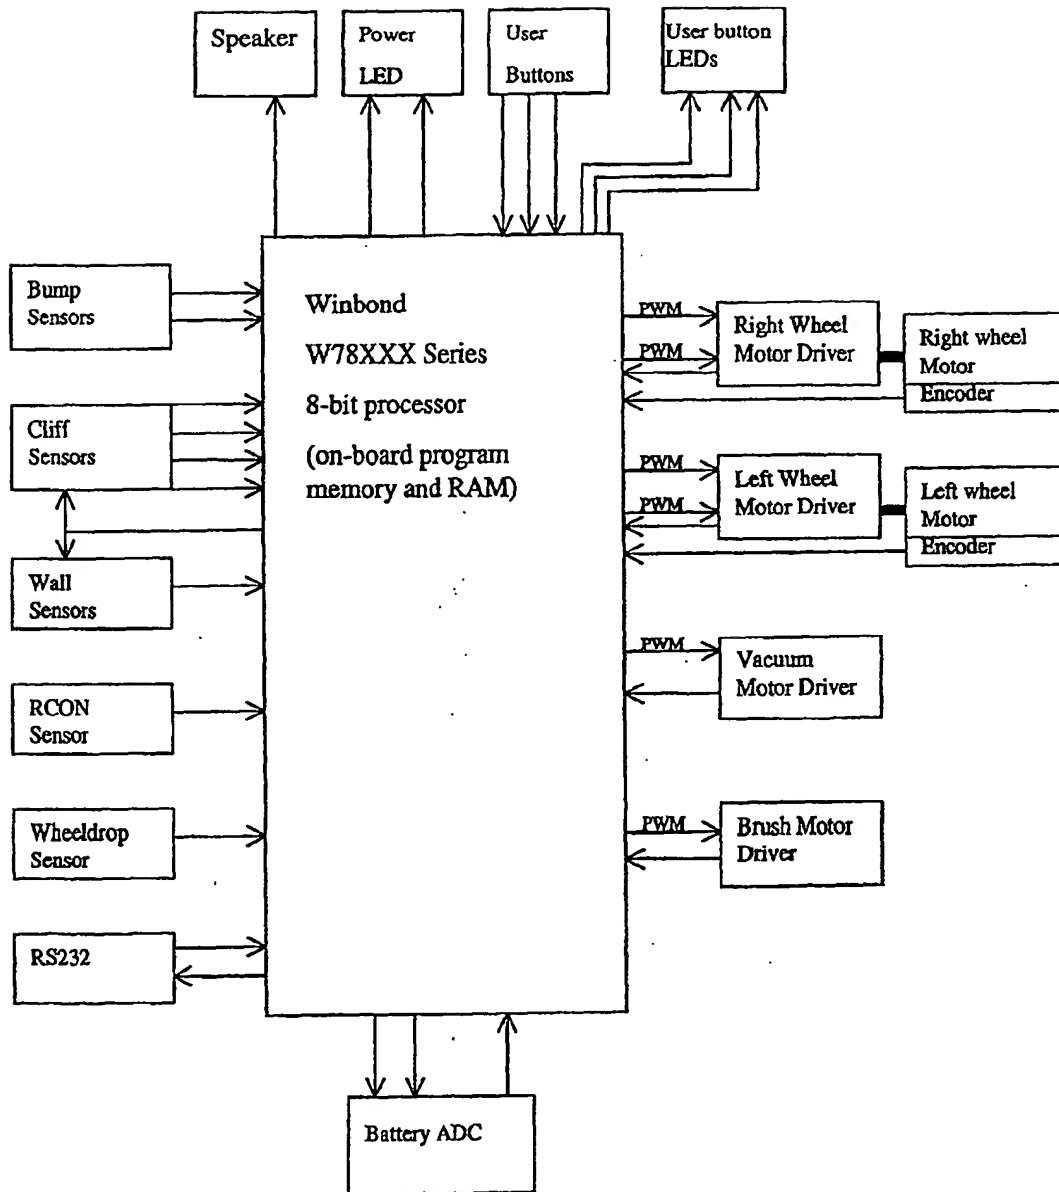 Speaker
Power
LED
User
Buttons
User button
LEDs
Bump
Sensors
Cliff
Sensors
Wall
Sensors
RCON
Sensor
Wheeldrop
Sensor
RS232
Winbond
W78XXX Series
8-bit processor
(on-board program
memory and RAM)
PWM
PWM
Right Wheel
Motor Driver
Right wheel
Motor
Encoder
PWM
PWM
Left Wheel
Motor Driver
Left wheel
Motor
Encoder
PWM
Vacuum
Motor Driver
PWM
Brush Motor
Driver
Battery ADC